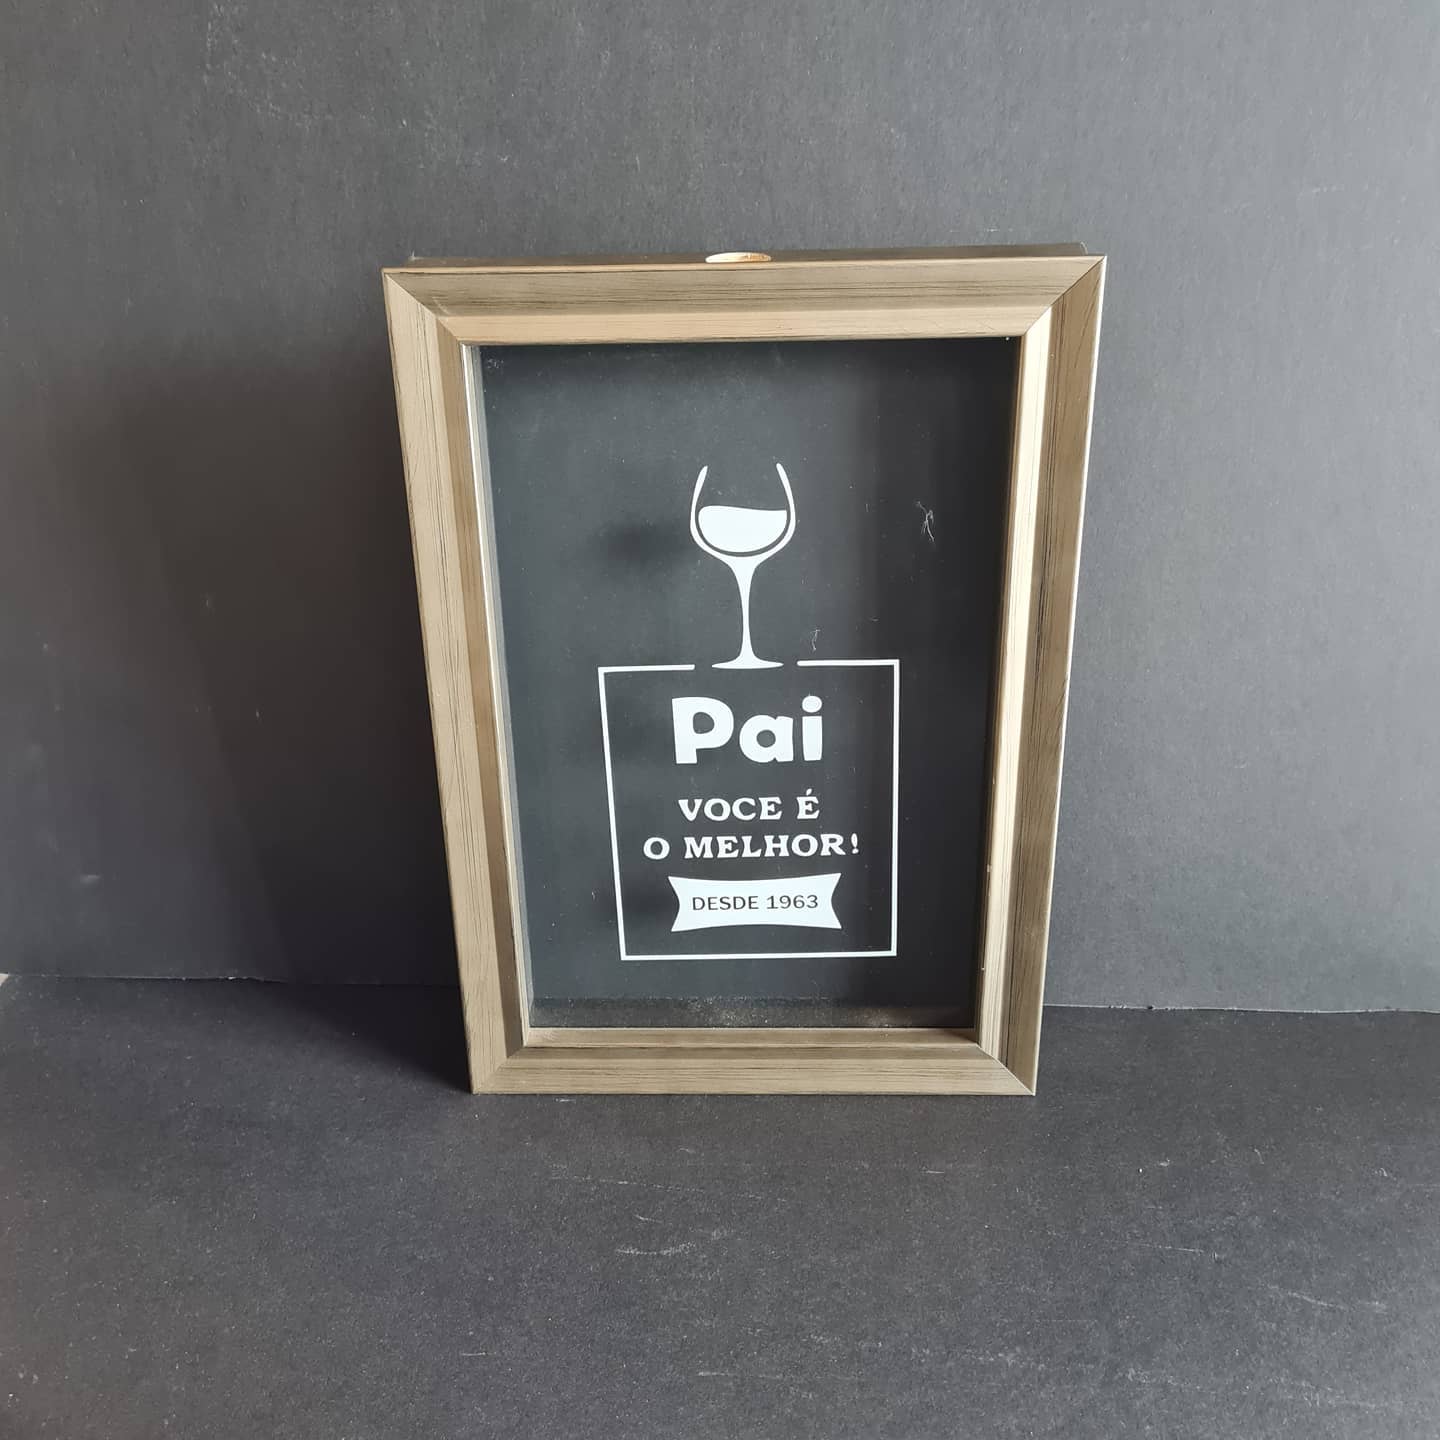 Pai
VOCE É
O MELHOR!
DESDE 1963